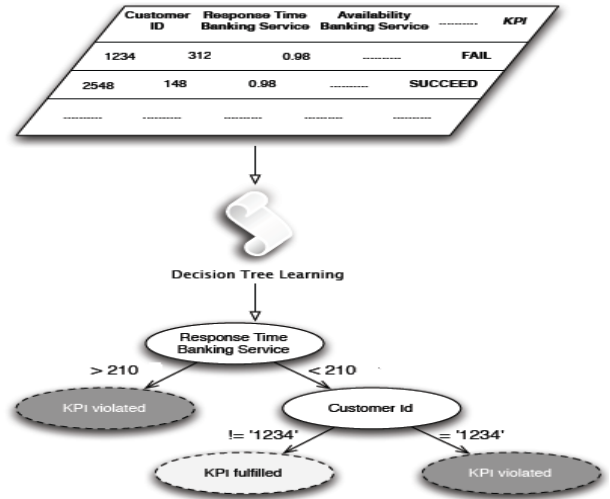 Customer ID Response Time Banking Service Availability Banking Service ---------- KPI
1234 312 0.98 ---------- FAIL
2548 148 0.98 ---------- SUCCEED
---------- ---------- ---------- ---------- ----------
Decision Tree Learning
Response Time
Banking Service
> 210 < 210
KPI violated
Customer Id
!= '1234' = '1234'
KPI fulfilled
KPI violated